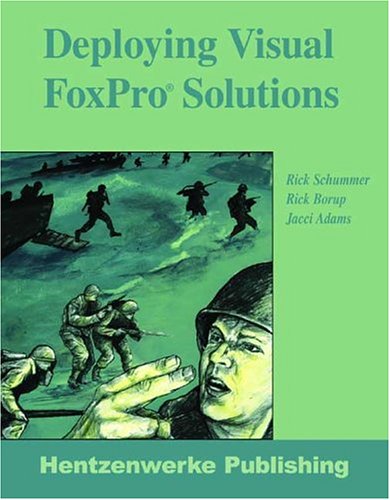 Deploying Visual
FoxPro® Solutions
Rick Schummer
Rick Borup
Jacci Adams
Hentzenwerke Publishing